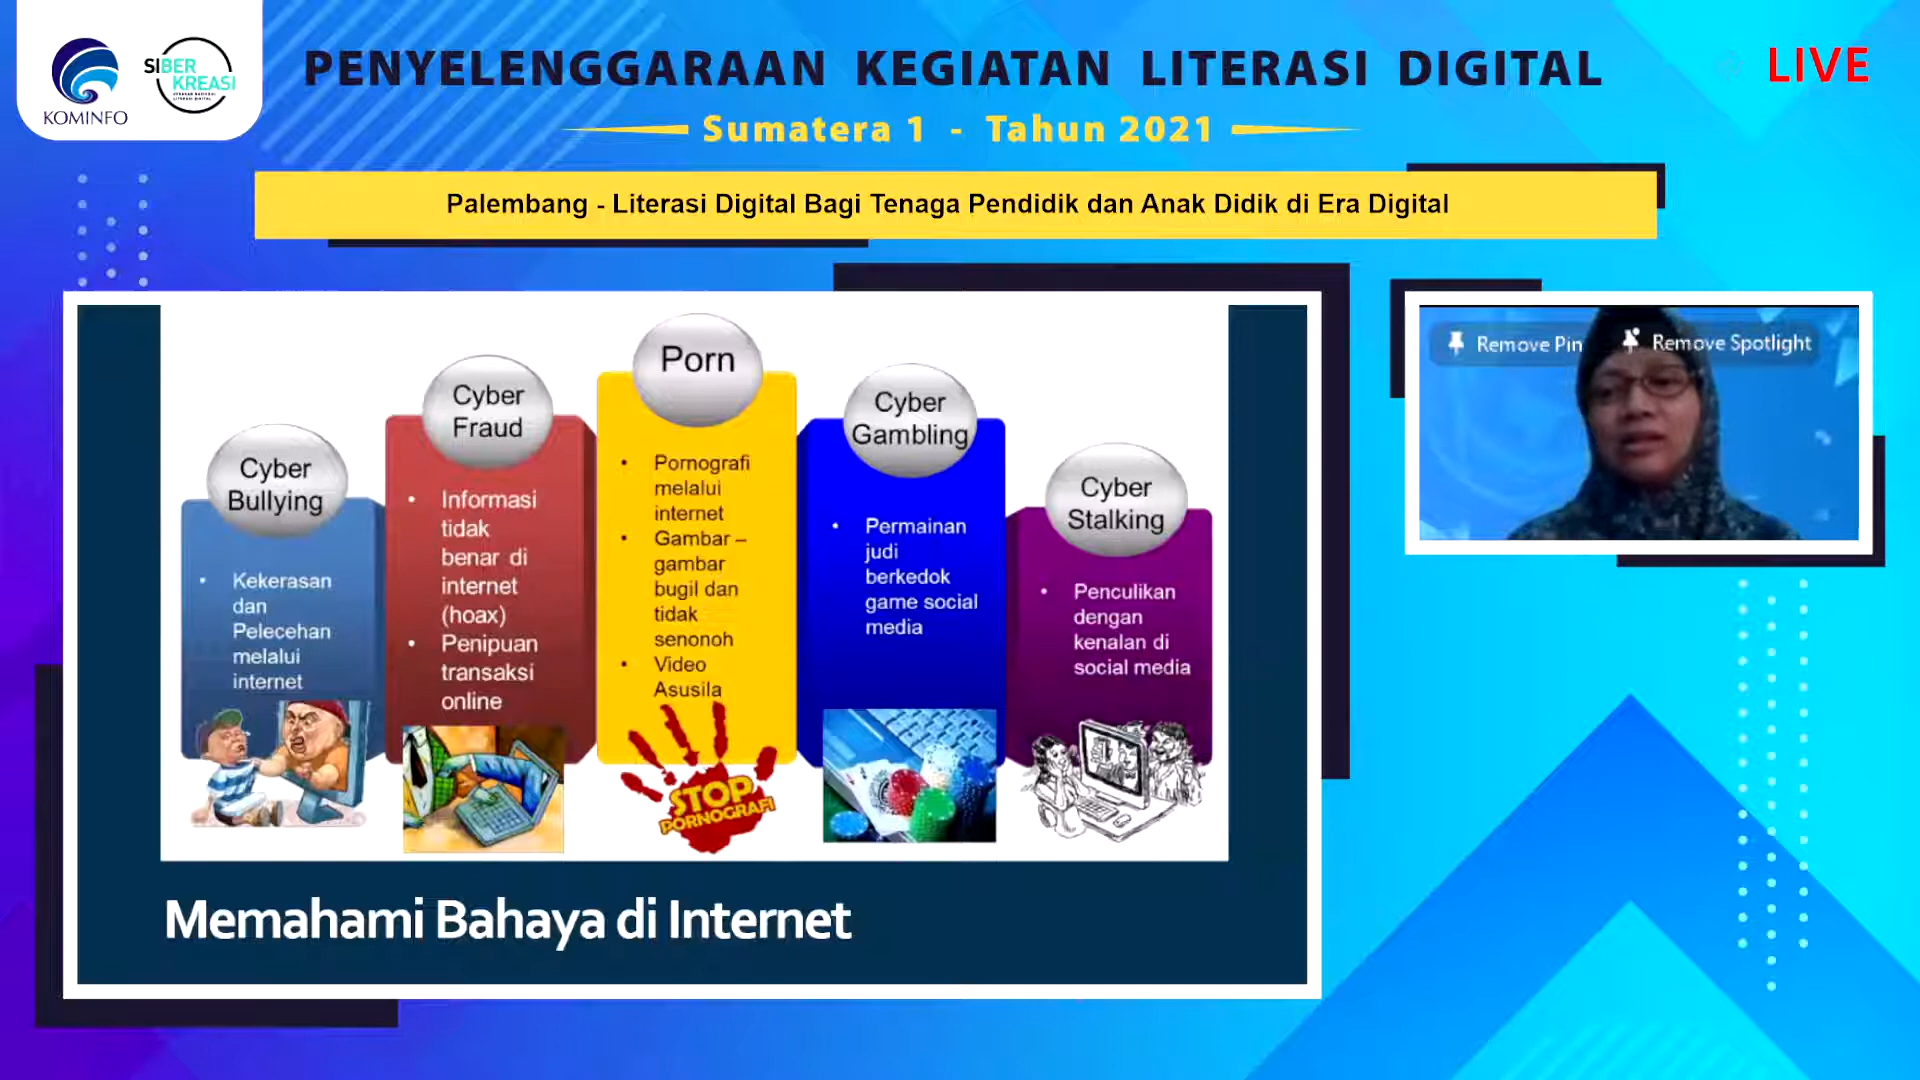 KOMINFO
SIBER
KREASI
PENYELENGGARAAN KEGIATAN LITERASI DIGITAL
LIVE
Sumatera 1 - Tahun 2021
Palembang - Literasi Digital Bagi Tenaga Pendidik dan Anak Didik di Era Digital
Remove Pin
Remove Spotlight
Cyber
Bullying
• Kekerasan
dan
Pelecehan
melalui
internet
Cyber
Fraud
• Informasi
tidak
benar di
internet
(hoax)
• Penipuan
transaksi
online
Porn
• Pornografi
melalui
internet
• Gambar –
gambar
bugil dan
tidak
senonoh
• Video
Asusila
STOP
PORNOGRAFI
Cyber
Gambling
• Permainan
judi
berkedok
game social
media
Cyber
Stalking
• Penculikan
dengan
kenalan di
social media
Memahami Bahaya di Internet